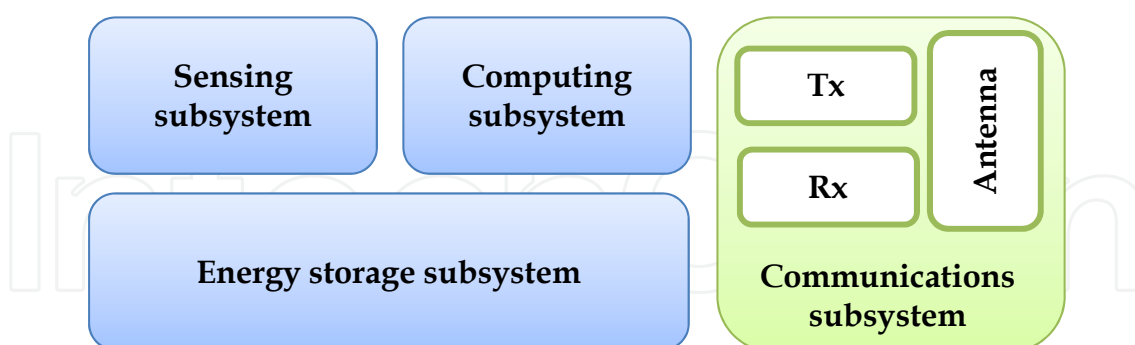 Sensing
subsystem
Computing
subsystem
Tx
Rx
Antenna
Energy storage subsystem
Communications
subsystem